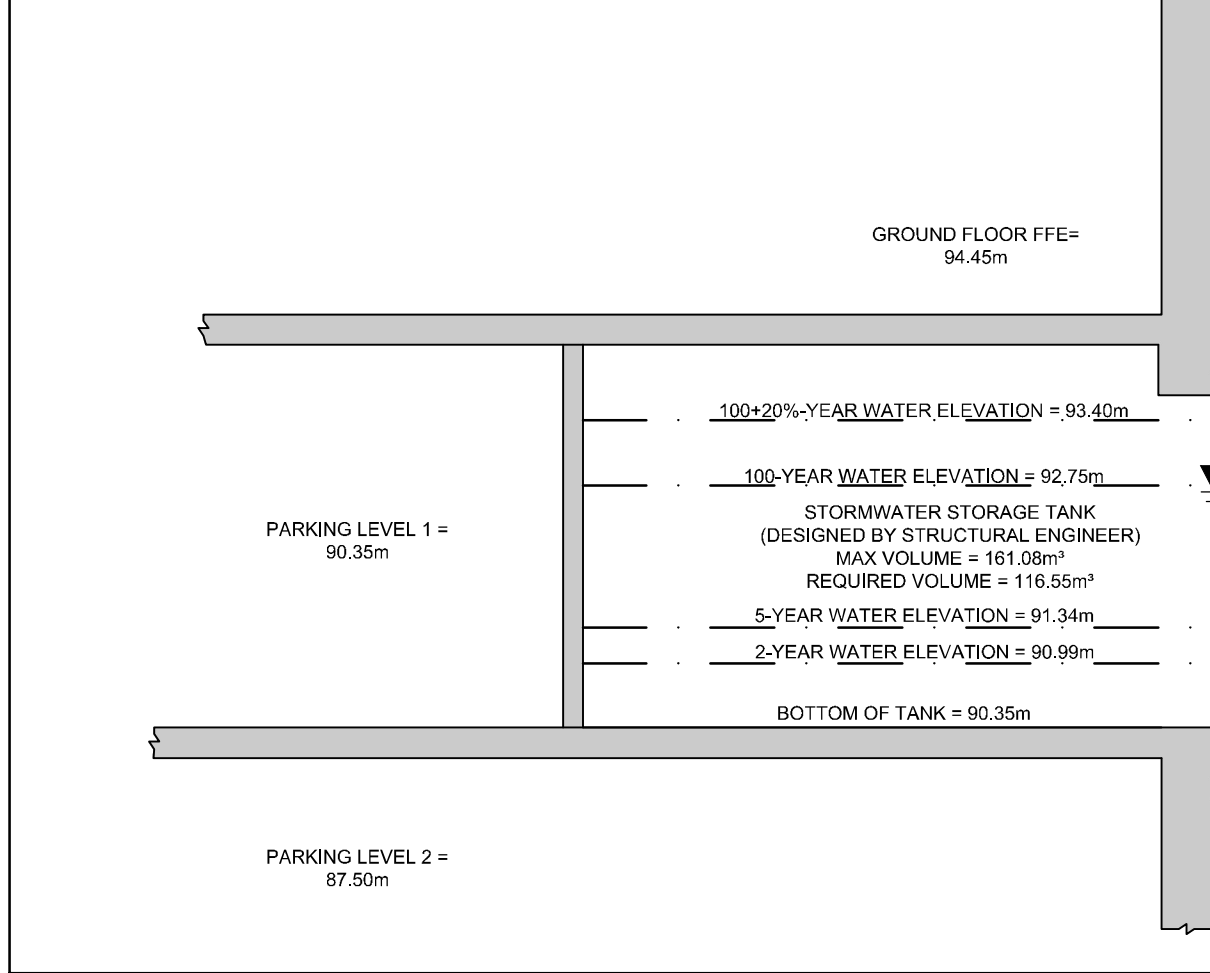 GROUND FLOOR FFE=
94.45m
100+20%-YEAR WATER ELEVATION = 93.40m
100-YEAR WATER ELEVATION = 92.75m
STORMWATER STORAGE TANK
(DESIGNED BY STRUCTURAL ENGINEER)
MAX VOLUME = 161.08m³
REQUIRED VOLUME = 116.55m³
PARKING LEVEL 1 =
90.35m
5-YEAR WATER ELEVATION = 91.34m
2-YEAR WATER ELEVATION = 90.99m
BOTTOM OF TANK = 90.35m
PARKING LEVEL 2 =
87.50m